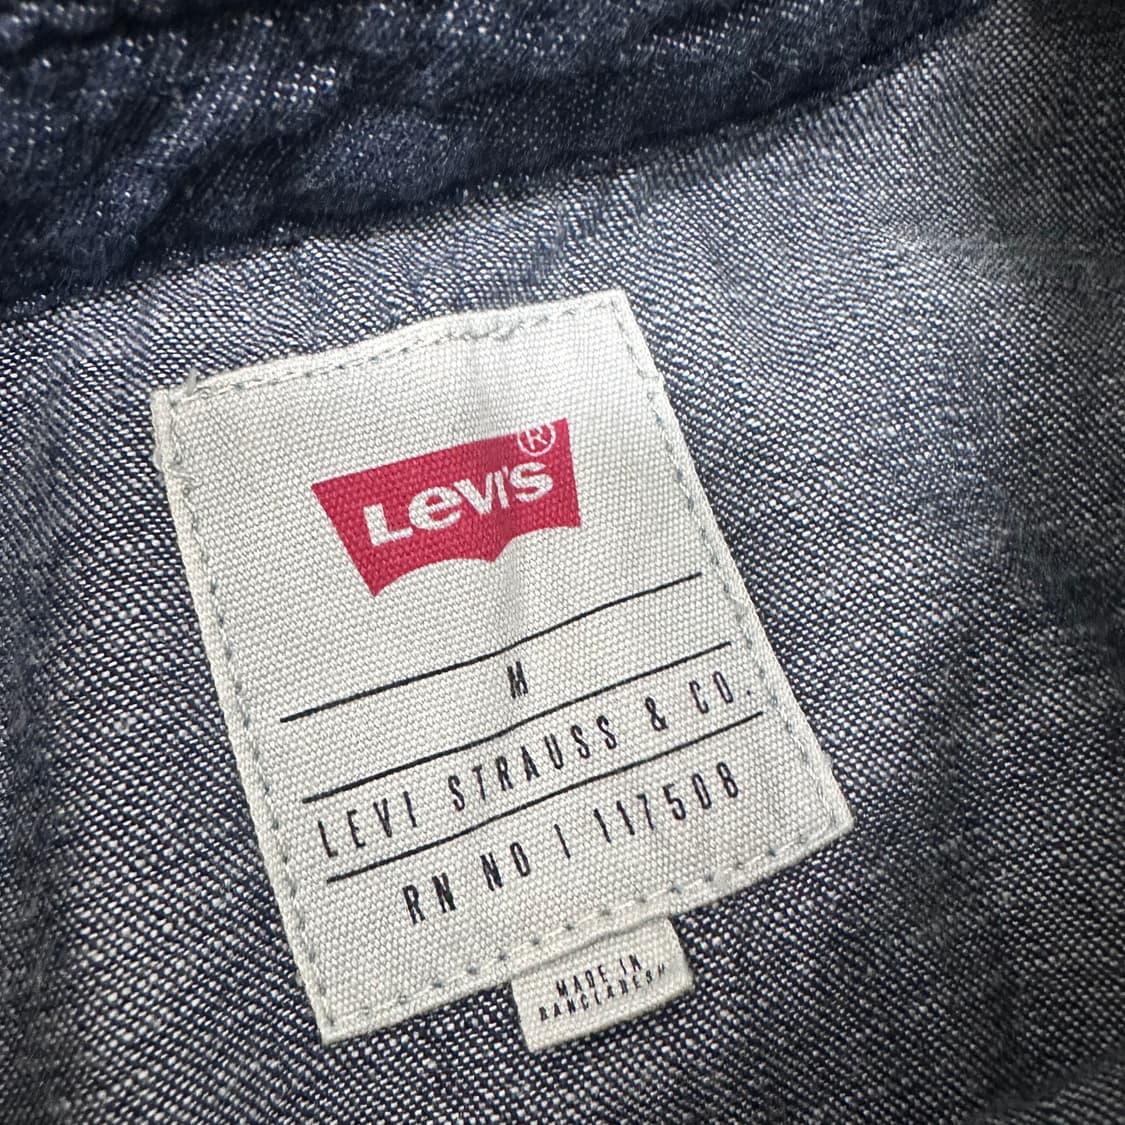 Levi's®
M
LEVI STRAUSS & CO.
RN NO | 117508
MADE IN
BANGLADESH